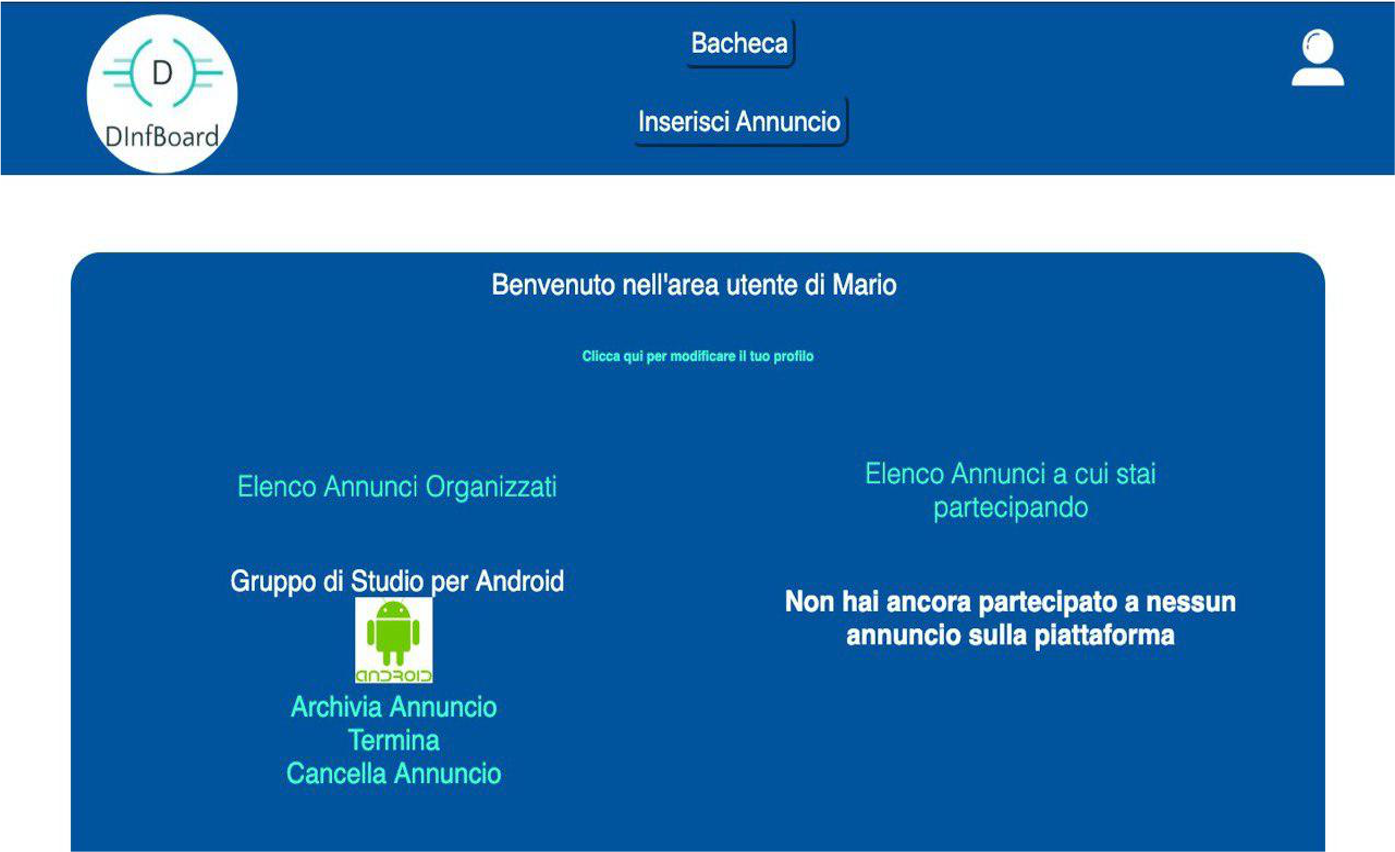 D
DInfBoard
Bacheca
Inserisci Annuncio
Benvenuto nell'area utente di Mario
Clicca qui per modificare il tuo profilo
Elenco Annunci Organizzati
Gruppo di Studio per Android
ANDROID
Archivia Annuncio
Termina
Cancella Annuncio
Elenco Annunci a cui stai
partecipando
Non hai ancora partecipato a nessun
annuncio sulla piattaforma